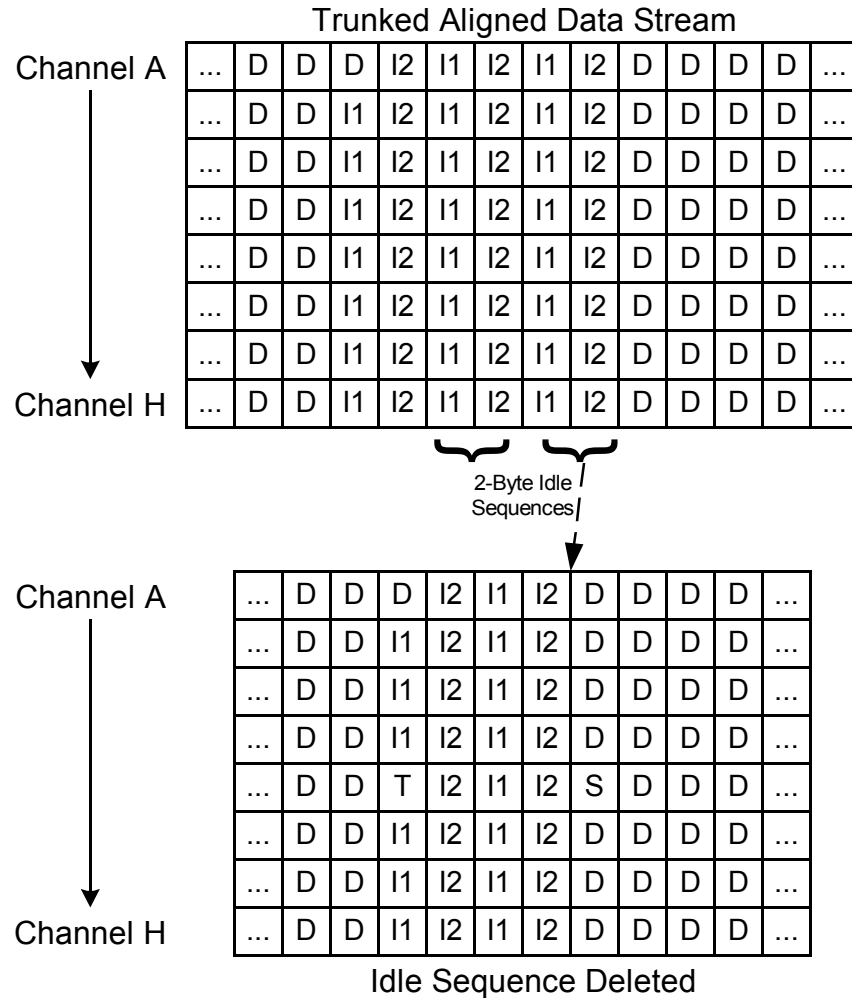 Trunked Aligned Data Stream
Channel A
... D D D I2 I1 I2 I1 I2 D D D D ...
... D D I1 I2 I1 I2 I1 I2 D D D D ...
... D D I1 I2 I1 I2 I1 I2 D D D D ...
... D D I1 I2 I1 I2 I1 I2 D D D D ...
... D D I1 I2 I1 I2 I1 I2 D D D D ...
... D D I1 I2 I1 I2 I1 I2 D D D D ...
... D D I1 I2 I1 I2 I1 I2 D D D D ...
Channel H
... D D I1 I2 I1 I2 I1 I2 D D D D ...
2-Byte Idle
Sequences
Channel A
... D D D I2 I1 I2 D D D D ...
... D D I1 I2 I1 I2 D D D D ...
... D D I1 I2 I1 I2 D D D D ...
... D D I1 I2 I1 I2 D D D D ...
... D D T I2 I1 I2 S D D D ...
... D D I1 I2 I1 I2 D D D D ...
... D D I1 I2 I1 I2 D D D D ...
Channel H
... D D I1 I2 I1 I2 D D D D ...
Idle Sequence Deleted